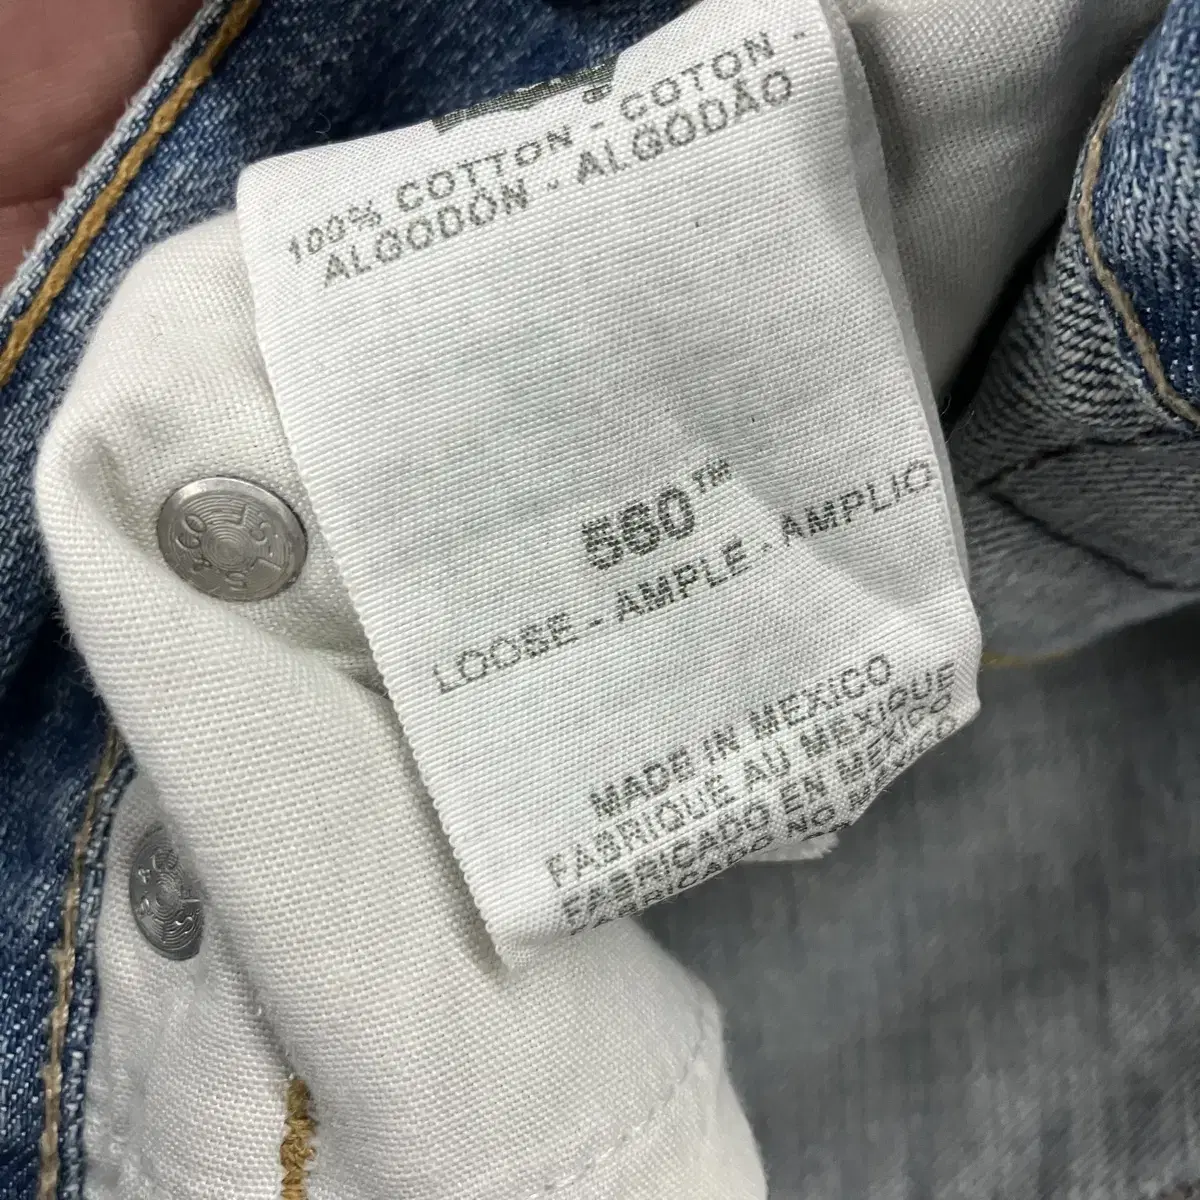 100% COTTON - COTON -
ALGODÓN - ALGODÃO
560™
LOOSE - AMPLE - AMPLIO
MADE IN MEXICO
FABRIQUÉ AU MEXIQUE
FABRICADO EN MEXICO
FABRICADO NO MÉXICO